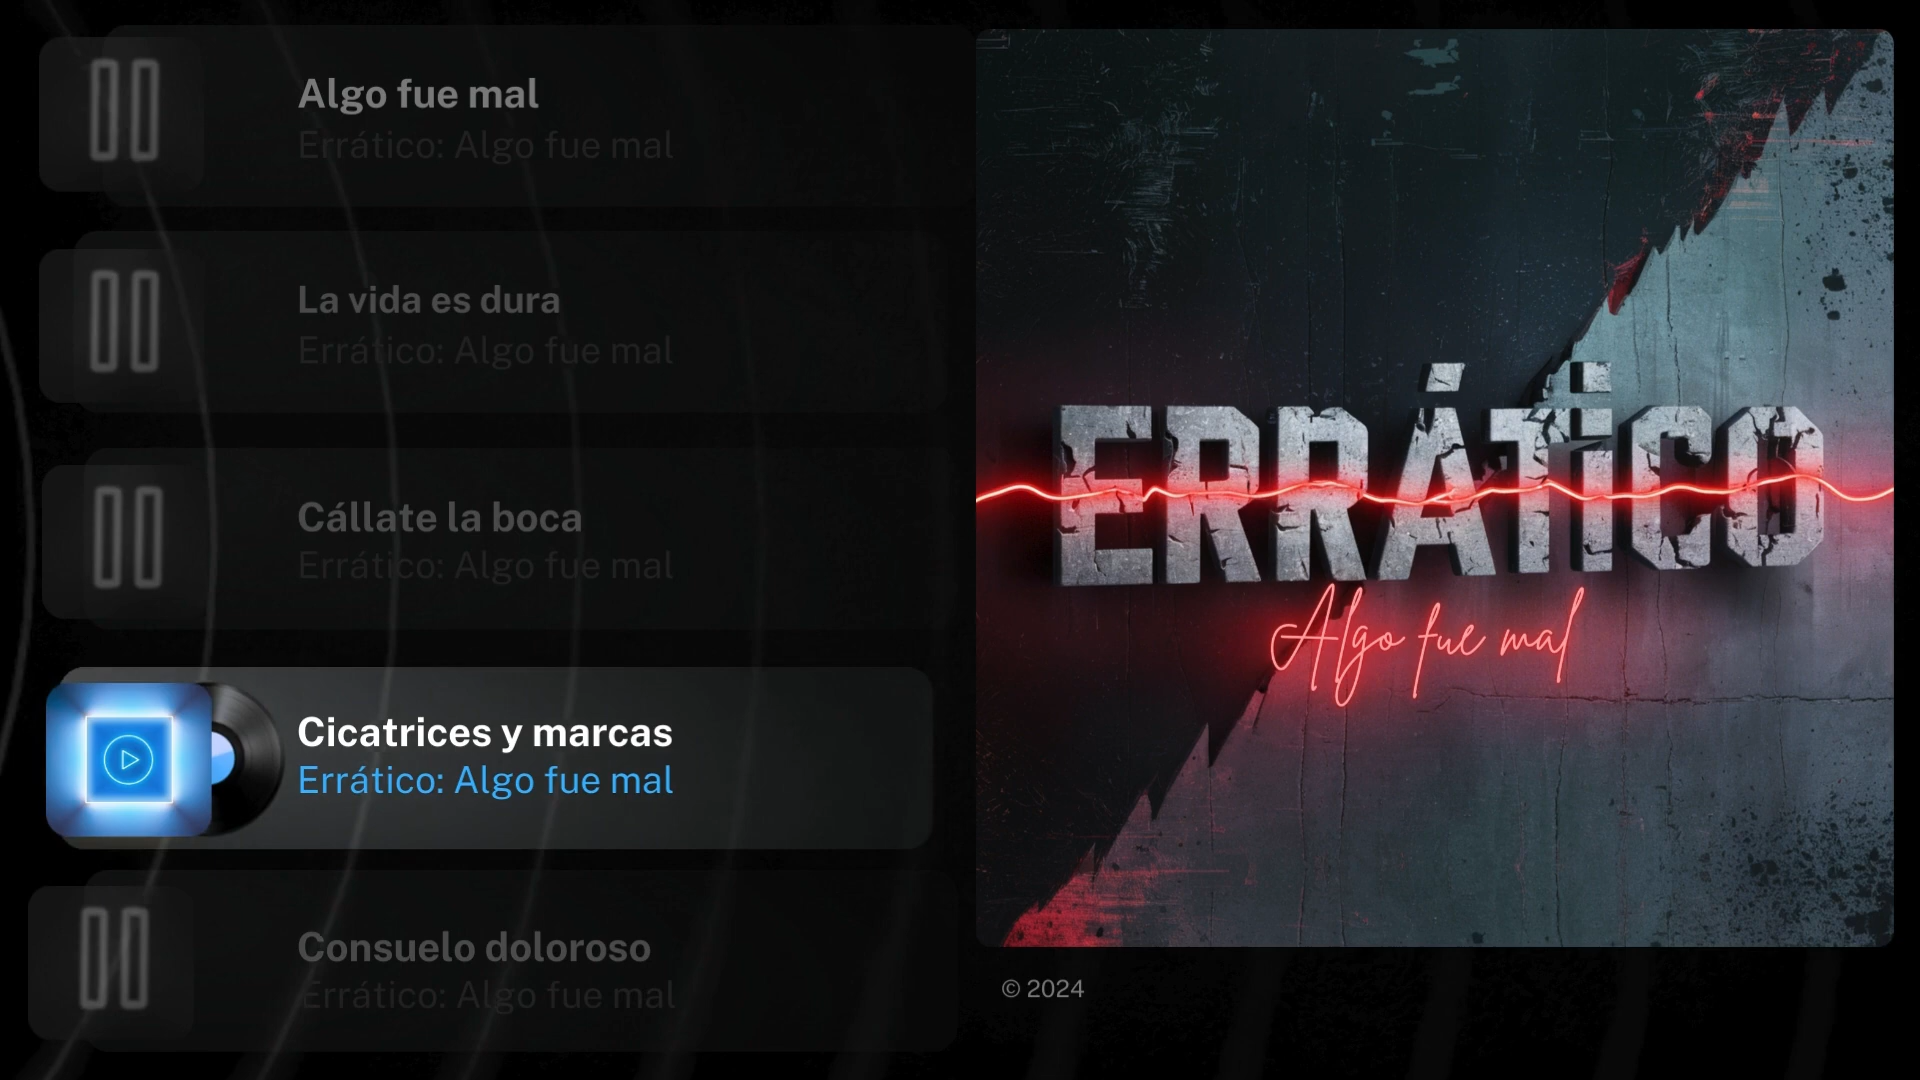 Algo fue mal
Errático: Algo fue mal
La vida es dura
Errático: Algo fue mal
Cállate la boca
Errático: Algo fue mal
Cicatrices y marcas
Errático: Algo fue mal
Consuelo doloroso
Errático: Algo fue mal
ERRÁTiCO
Algo fue mal
© 2024